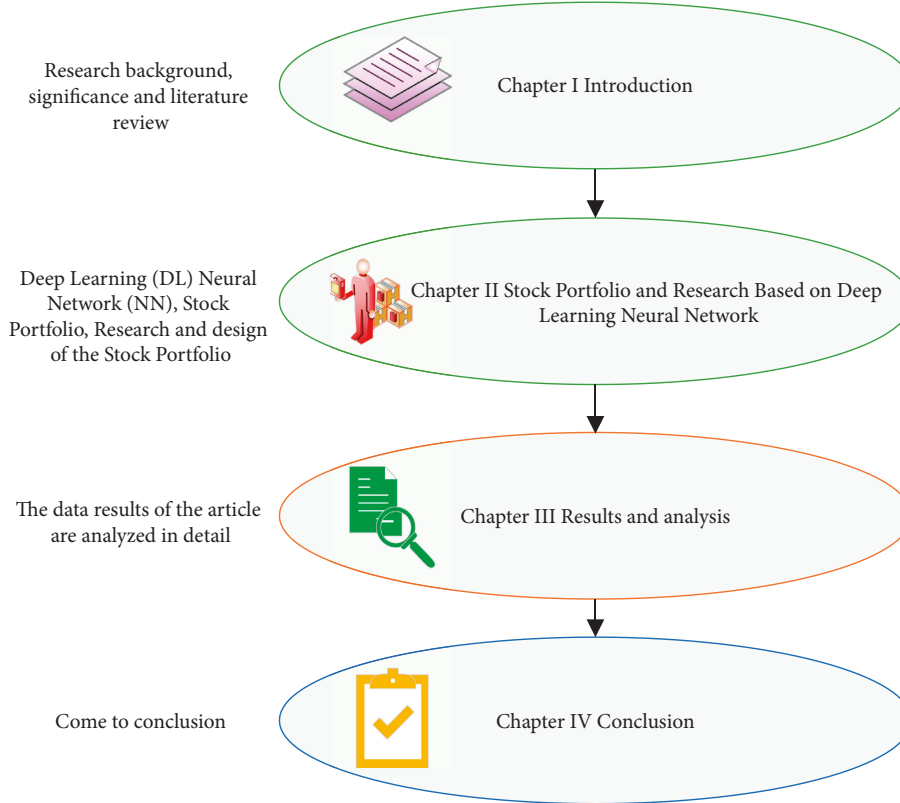 Research background,
significance and literature
review
Chapter I Introduction
Deep Learning (DL) Neural
Network (NN), Stock
Portfolio, Research and design
of the Stock Portfolio
Chapter II Stock Portfolio and Research Based on Deep
Learning Neural Network
The data results of the article
are analyzed in detail
Chapter III Results and analysis
Come to conclusion
Chapter IV Conclusion